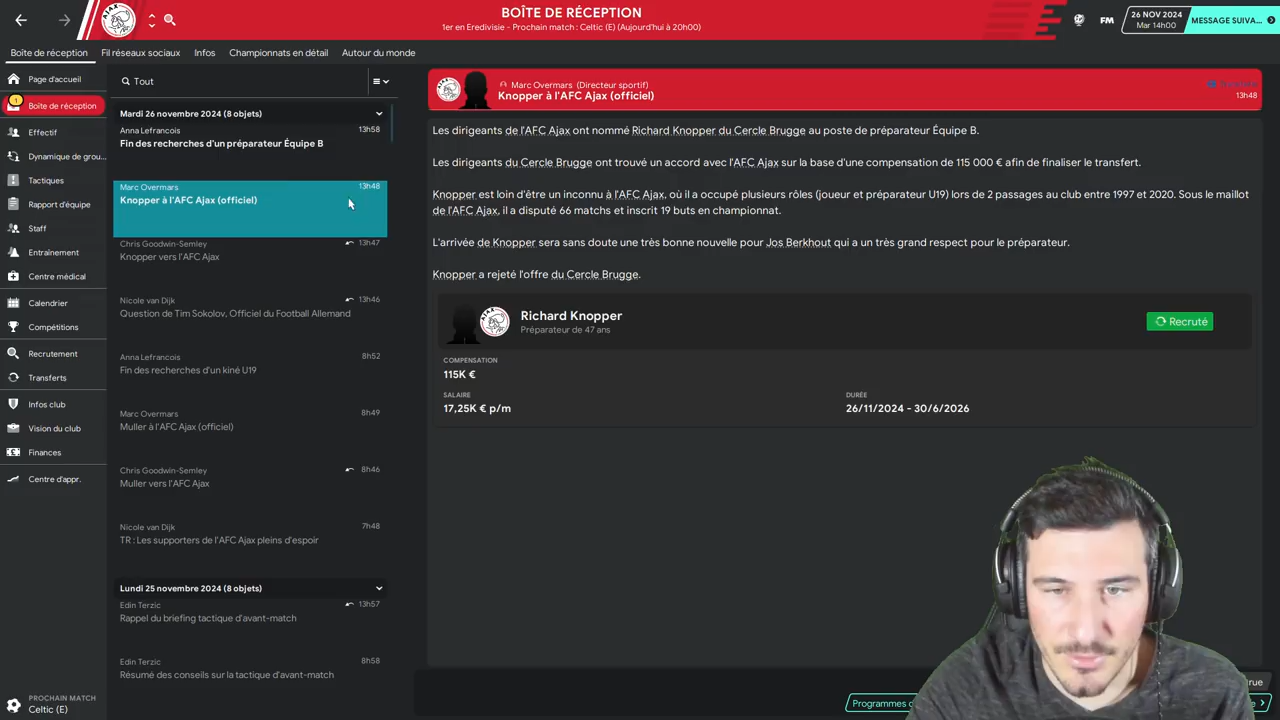 BOÎTE DE RÉCEPTION
1er en Eredivisie - Prochain match : Celtic (E) (Aujourd'hui à 20h00)
FM
26 NOV 2024
Mar 14h00
MESSAGE SUIVA...
Boîte de réception
Fil réseaux sociaux
Infos
Championnats en détail
Autour du monde
Page d'accueil
1
Boîte de réception
Effectif
Dynamique de grou...
Tactiques
Rapport d'équipe
Staff
Entrainement
Centre médical
Calendrier
Compétitions
Recrutement
Transferts
Infos club
Vision du club
Finances
Centre d'appr.
PROCHAIN MATCH
Celtic (E)
Tout
Mardi 26 novembre 2024 (8 objets)
Anna Lefrancois
13h58
Fin des recherches d'un préparateur Équipe B
Marc Overmars
13h48
Knopper à l'AFC Ajax (officiel)
Chris Goodwin-Semley
13h47
Knopper vers l'AFC Ajax
Nicole van Dijk
13h46
Question de Tim Sokolov, Officiel du Football Allemand
Anna Lefrancois
8h52
Fin des recherches d'un kiné U19
Marc Overmars
8h49
Muller à l'AFC Ajax (officiel)
Chris Goodwin-Semley
8h46
Muller vers l'AFC Ajax
Nicole van Dijk
7h48
TR : Les supporters de l'AFC Ajax pleins d'espoir
Lundi 25 novembre 2024 (8 objets)
Edin Terzic
13h57
Rappel du briefing tactique d'avant-match
Edin Terzic
8h58
Résumé des conseils sur la tactique d'avant-match
Marc Overmars (Directeur sportif)
Knopper à l'AFC Ajax (officiel)
13h48
Les dirigeants de l'AFC Ajax ont nommé Richard Knopper du Cercle Brugge au poste de préparateur Équipe B.
Les dirigeants du Cercle Brugge ont trouvé un accord avec l'AFC Ajax sur la base d'une compensation de 115 000 € afin de finaliser le transfert.
Knopper est loin d'être un inconnu à l'AFC Ajax, où il a occupé plusieurs rôles (joueur et préparateur U19) lors de 2 passages au club entre 1997 et 2020. Sous le maillot
de l'AFC Ajax, il a disputé 66 matchs et inscrit 19 buts en championnat.
L'arrivée de Knopper sera sans doute une très bonne nouvelle pour Jos Berkhout qui a un très grand respect pour le préparateur.
Knopper a rejeté l'offre du Cercle Brugge.
Richard Knopper
Préparateur de 47 ans
Recruté
COMPENSATION
115K €
SALAIRE
17,25K € p/m
DURÉE
26/11/2024 - 30/6/2026
Programmes